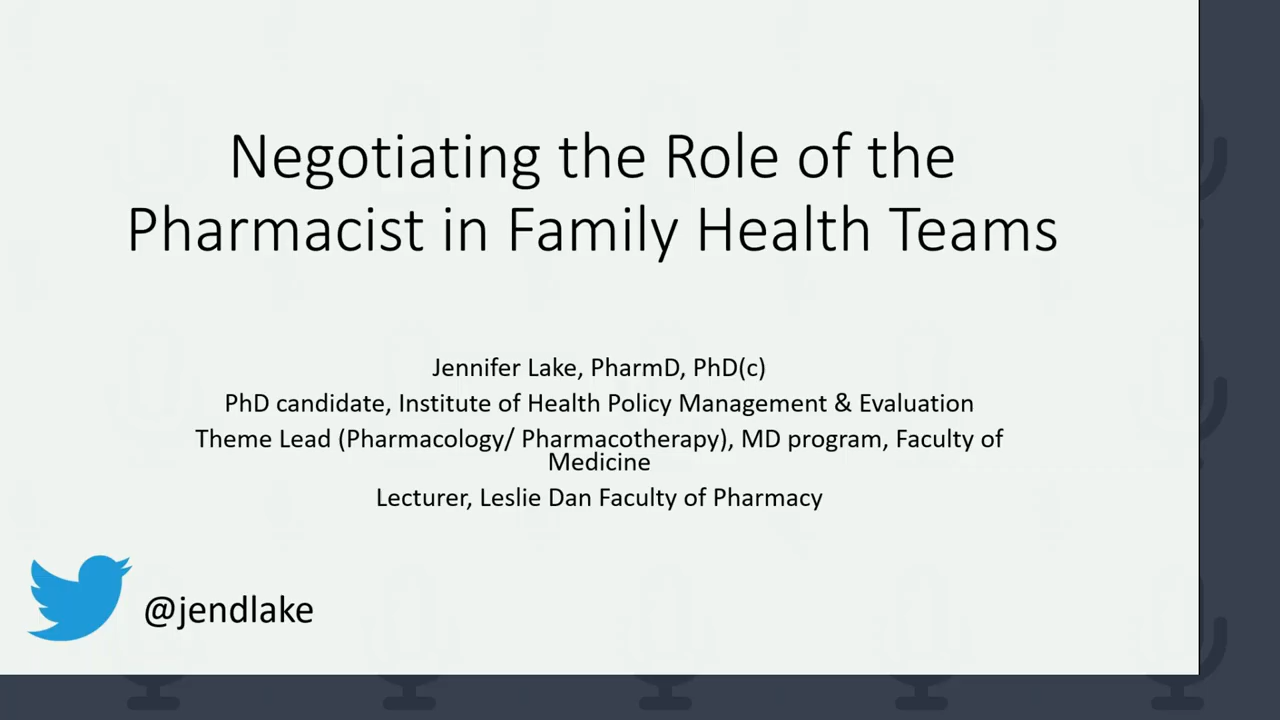 Negotiating the Role of the
Pharmacist in Family Health Teams
Jennifer Lake, PharmD, PhD(c)
PhD candidate, Institute of Health Policy Management & Evaluation
Theme Lead (Pharmacology/ Pharmacotherapy), MD program, Faculty of
Medicine
Lecturer, Leslie Dan Faculty of Pharmacy
@jendlake